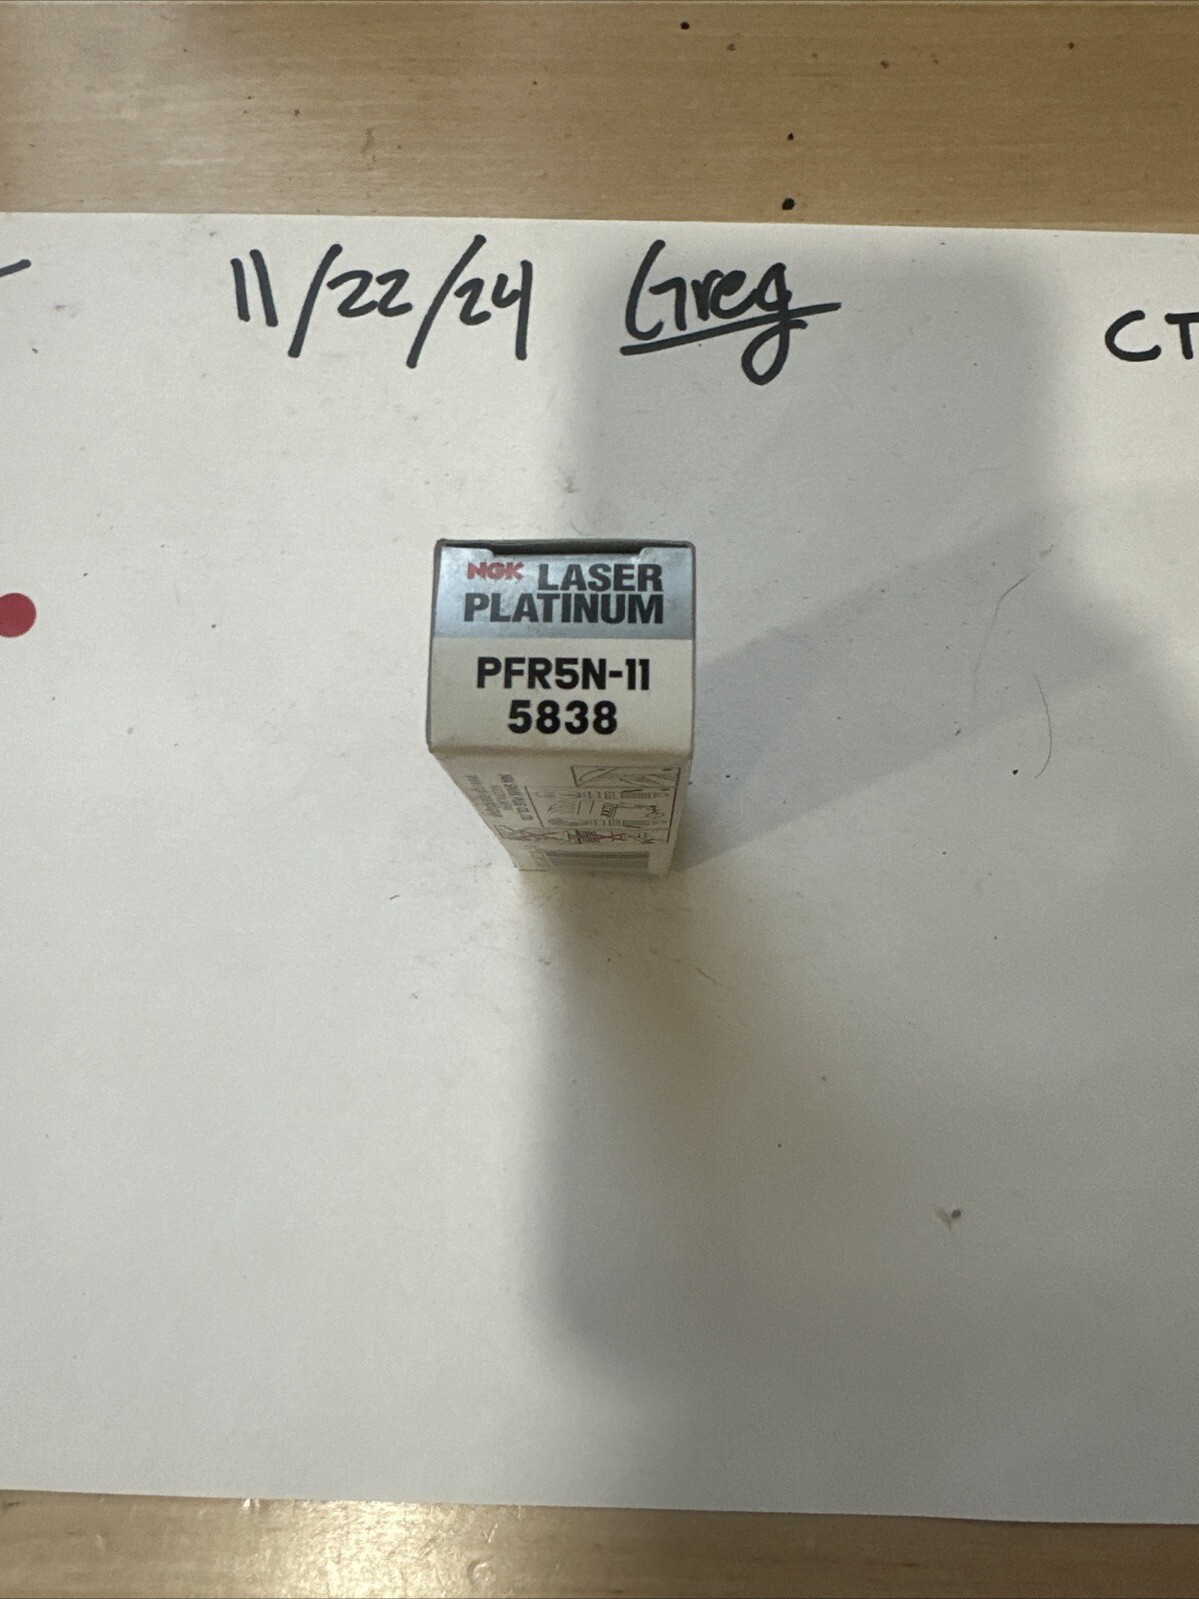 11/22/24 Greg CT
NGK LASER
PLATINUM
PFR5N-11
5838